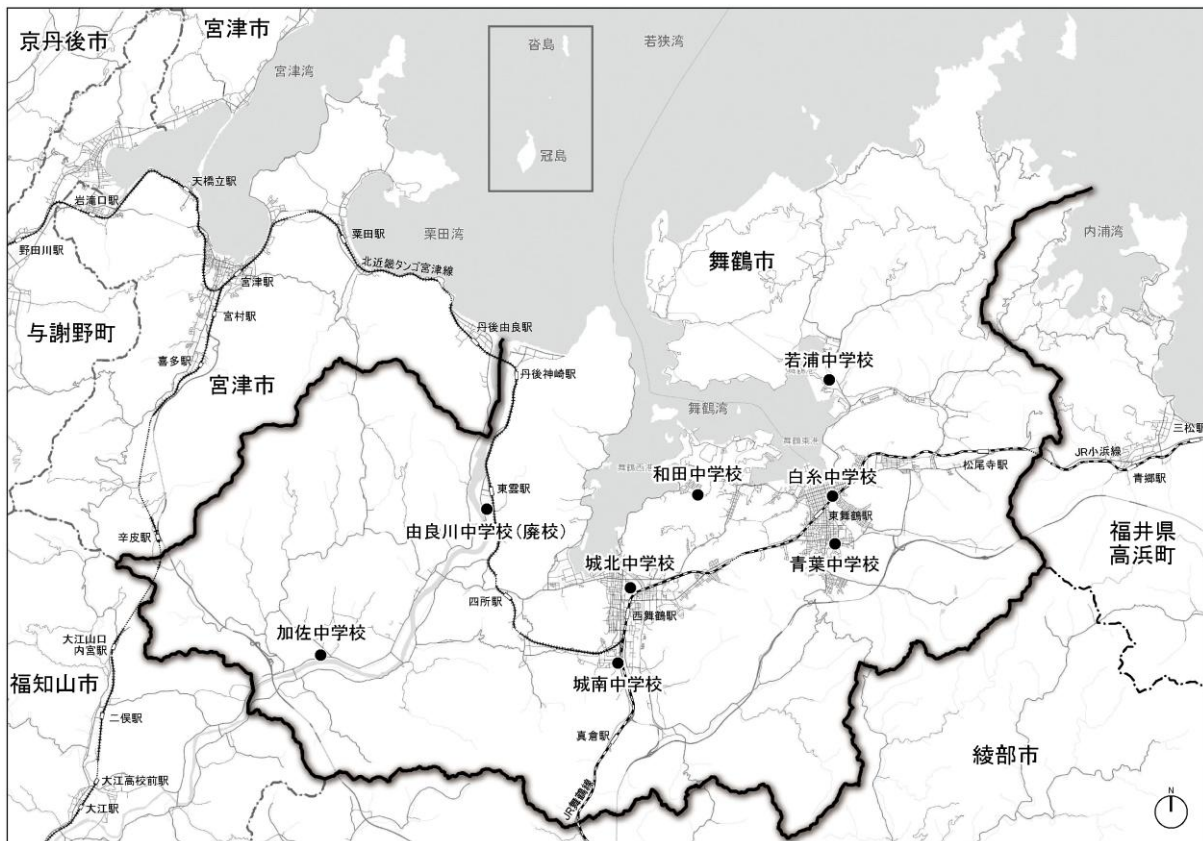 京丹後市
宮津市
宮津湾
沓島
若狭湾
冠島
天橋立駅
岩滝口駅
野田川駅
栗田駅
栗田湾
北近畿タンゴ宮津線
宮津駅
宮村駅
喜多駅
与謝野町
宮津市
丹後由良駅
丹後神崎駅
舞鶴市
内浦湾
若浦中学校
舞鶴湾
舞鶴東港
舞鶴西港
和田中学校
白糸中学校
東舞鶴駅
青葉中学校
松尾寺駅
JR小浜線
三松駅
青郷駅
福井県
高浜町
東雲駅
由良川中学校(廃校)
辛皮駅
城北中学校
西舞鶴駅
四所駅
加佐中学校
城南中学校
大江山口
内宮駅
福知山市
二俣駅
真倉駅
JR舞鶴線
大江高校前駅
大江駅
綾部市
N